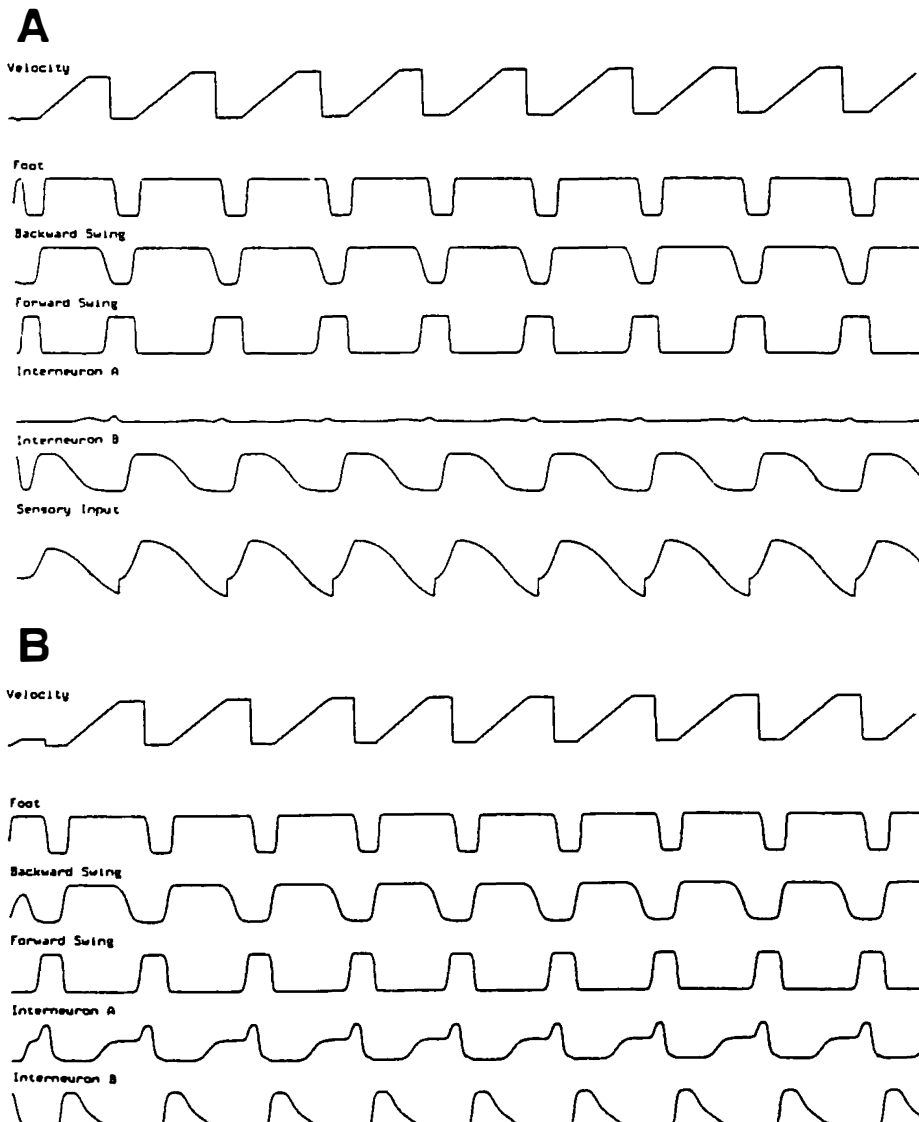 A
Velocity
Foot
Backward Swing
Forward Swing
Interneuron A
Interneuron B
Sensory Input
B
Velocity
Foot
Backward Swing
Forward Swing
Interneuron A
Interneuron B